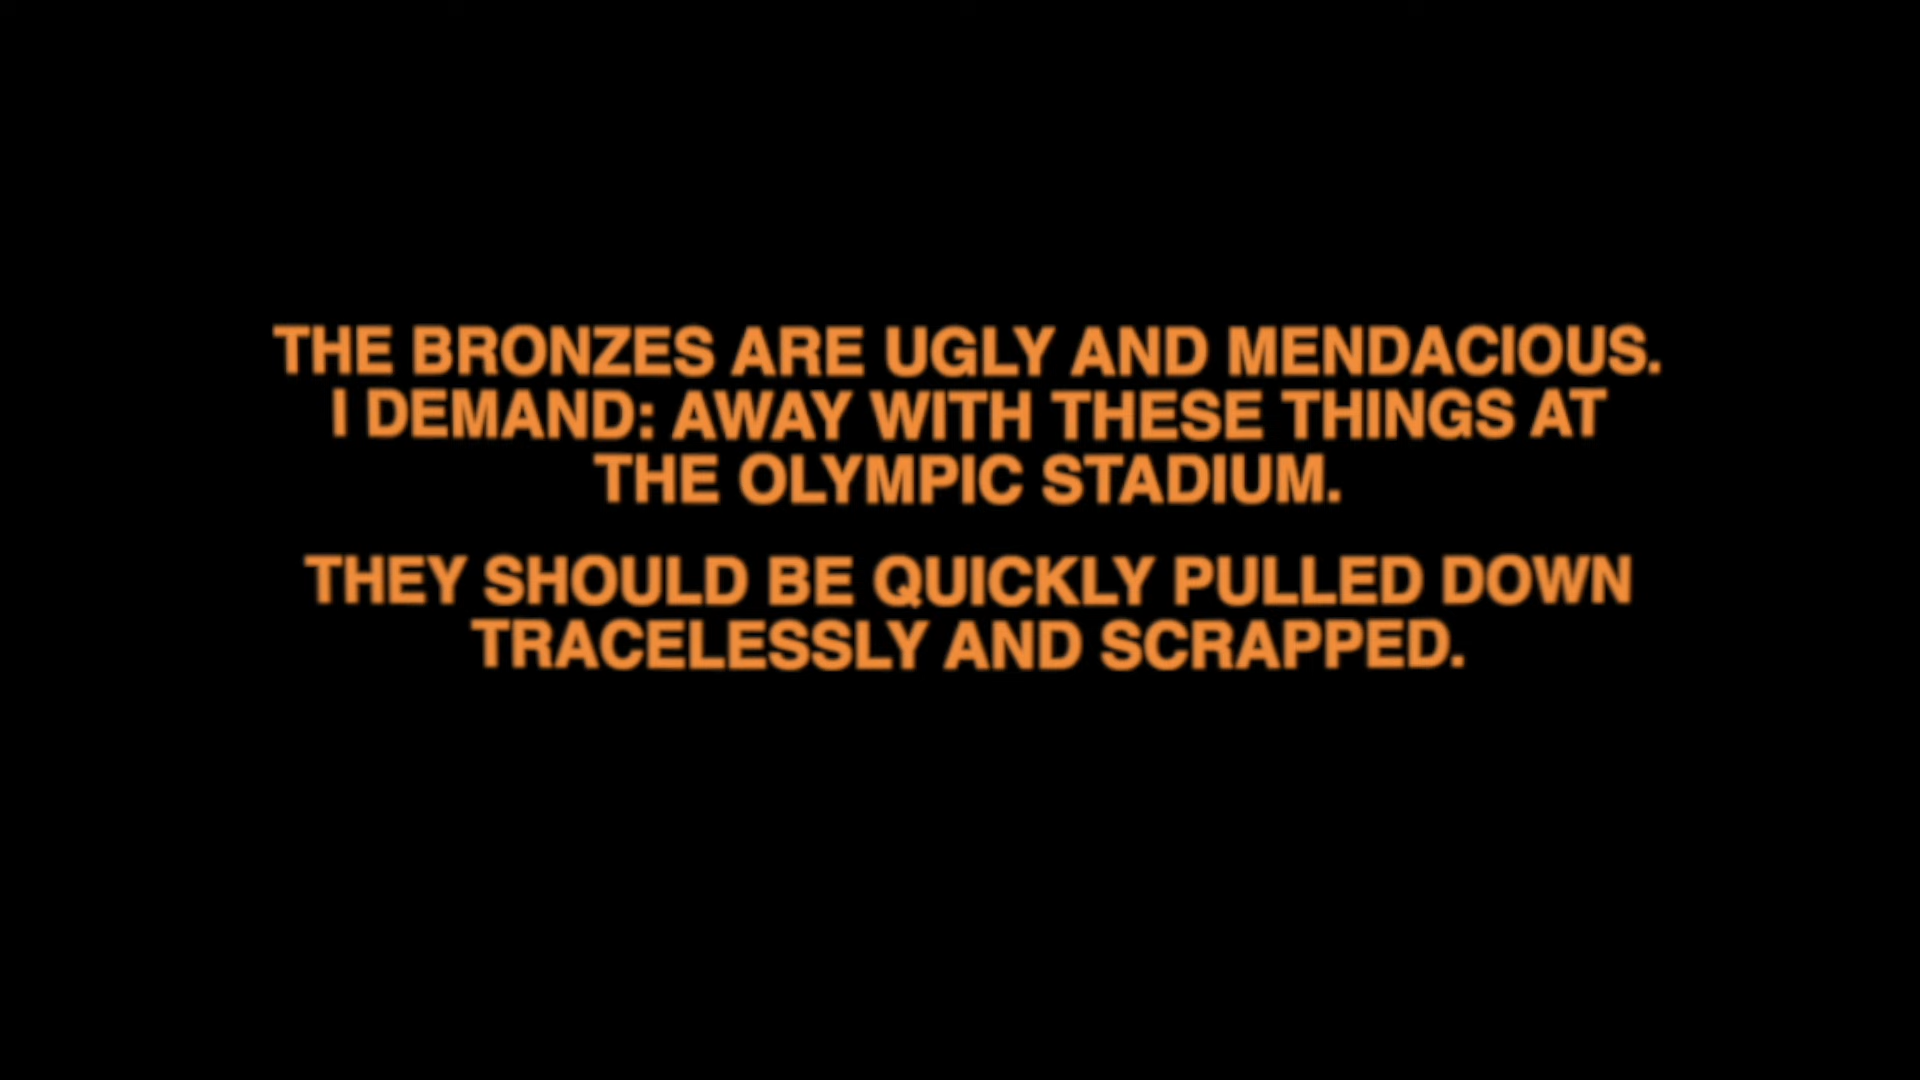 THE BRONZES ARE UGLY AND MENDACIOUS.
I DEMAND: AWAY WITH THESE THINGS AT
THE OLYMPIC STADIUM.
THEY SHOULD BE QUICKLY PULLED DOWN
TRACELESSLY AND SCRAPPED.